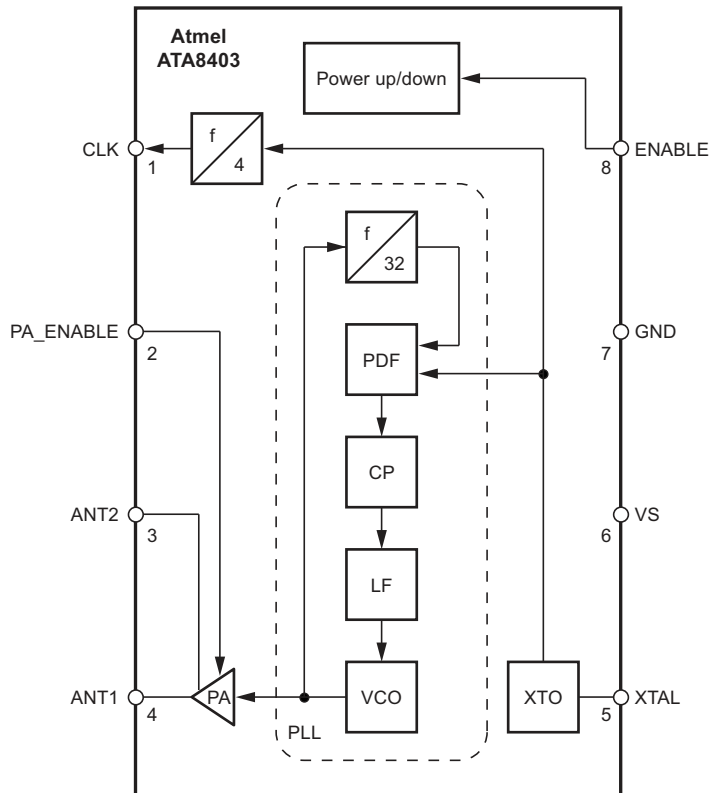 Atmel
ATA8403
Power up/down
CLK
1
f
4
ENABLE
8
f
32
PA_ENABLE
2
PDF
GND
7
CP
ANT2
3
VS
6
LF
ANT1
4
PA
VCO
XTO
XTAL
5
PLL